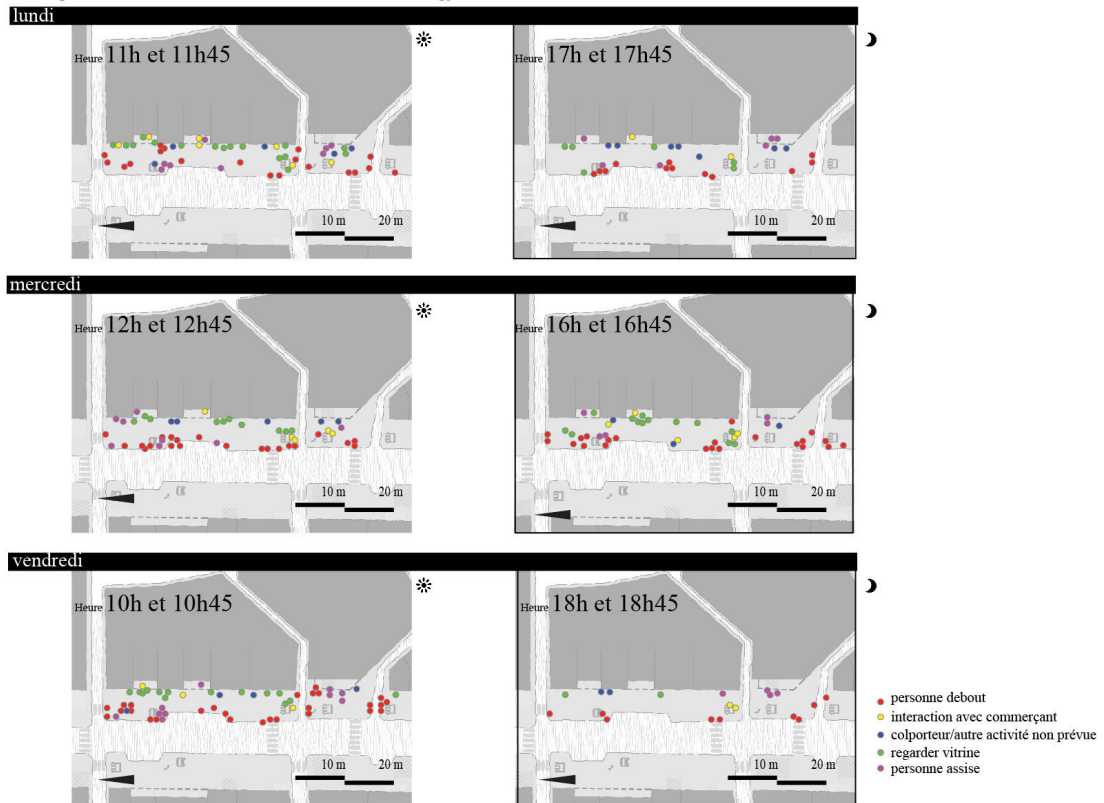 lundi
Heure 11h et 11h45
Heure 17h et 17h45
10 m 20 m
10 m 20 m
mercredi
Heure 12h et 12h45
Heure 16h et 16h45
10 m 20 m
10 m 20 m
vendredi
Heure 10h et 10h45
Heure 18h et 18h45
10 m 20 m
10 m 20 m
personne debout
interaction avec commerçant
colporteur/autre activité non prévue
regarder vitrine
personne assise